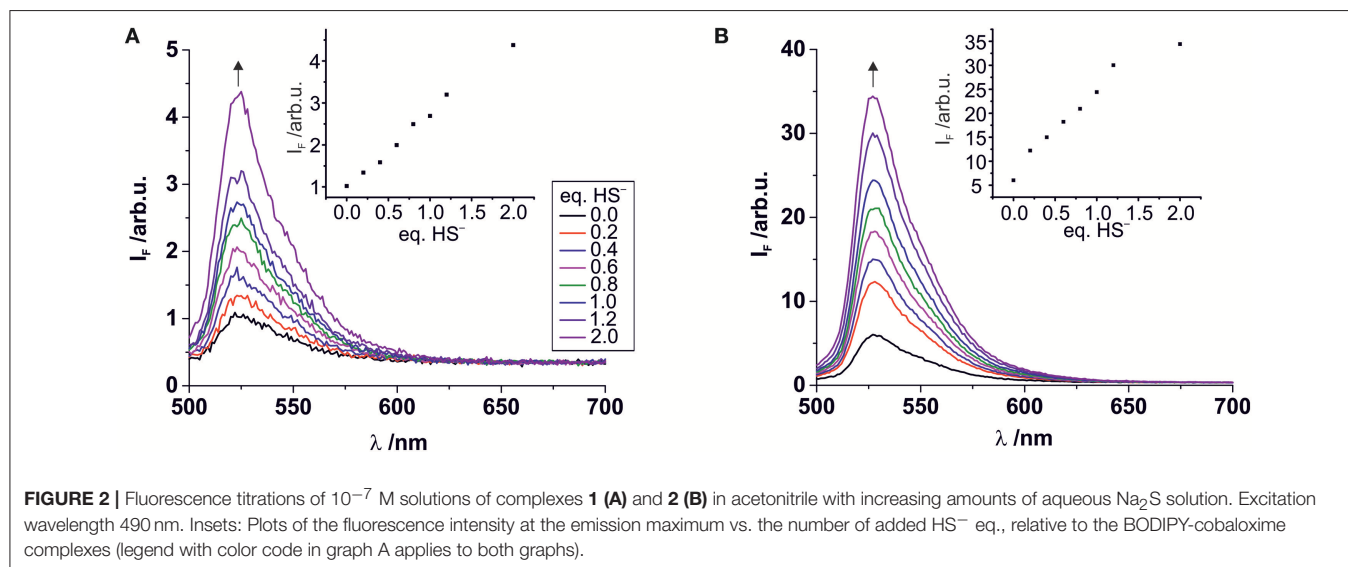 A
I_F /arb.u.
5
4
3
2
1
0
500 550 600 650 700
λ /nm
I_F /arb.u.
4
3
2
1
0.0 0.5 1.0 1.5 2.0
eq. HS⁻
eq. HS⁻
0.0
0.2
0.4
0.6
0.8
1.0
1.2
2.0
B
I_F /arb.u.
40
30
20
10
0
500 550 600 650 700
λ /nm
I_F /arb.u.
35
30
25
20
15
10
5
0.0 0.5 1.0 1.5 2.0
eq. HS⁻
FIGURE 2 | Fluorescence titrations of 10⁻⁷ M solutions of complexes 1 (A) and 2 (B) in acetonitrile with increasing amounts of aqueous Na₂S solution. Excitation
wavelength 490 nm. Insets: Plots of the fluorescence intensity at the emission maximum vs. the number of added HS⁻ eq., relative to the BODIPY-cobaloxime
complexes (legend with color code in graph A applies to both graphs).